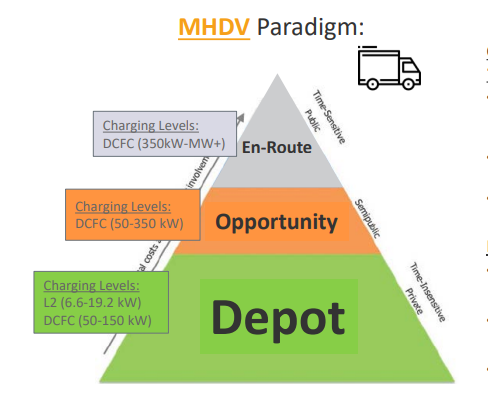 MHDV Paradigm:
Time-Sensitive
Public
Charging Levels:
DCFC (350kW-MW+)
En-Route
Charging Levels:
DCFC (50-350 kW)
Opportunity
Semipublic
costs
Charging Levels:
L2 (6.6-19.2 kW)
DCFC (50-150 kW)
Depot
Time-Insensitive
Private